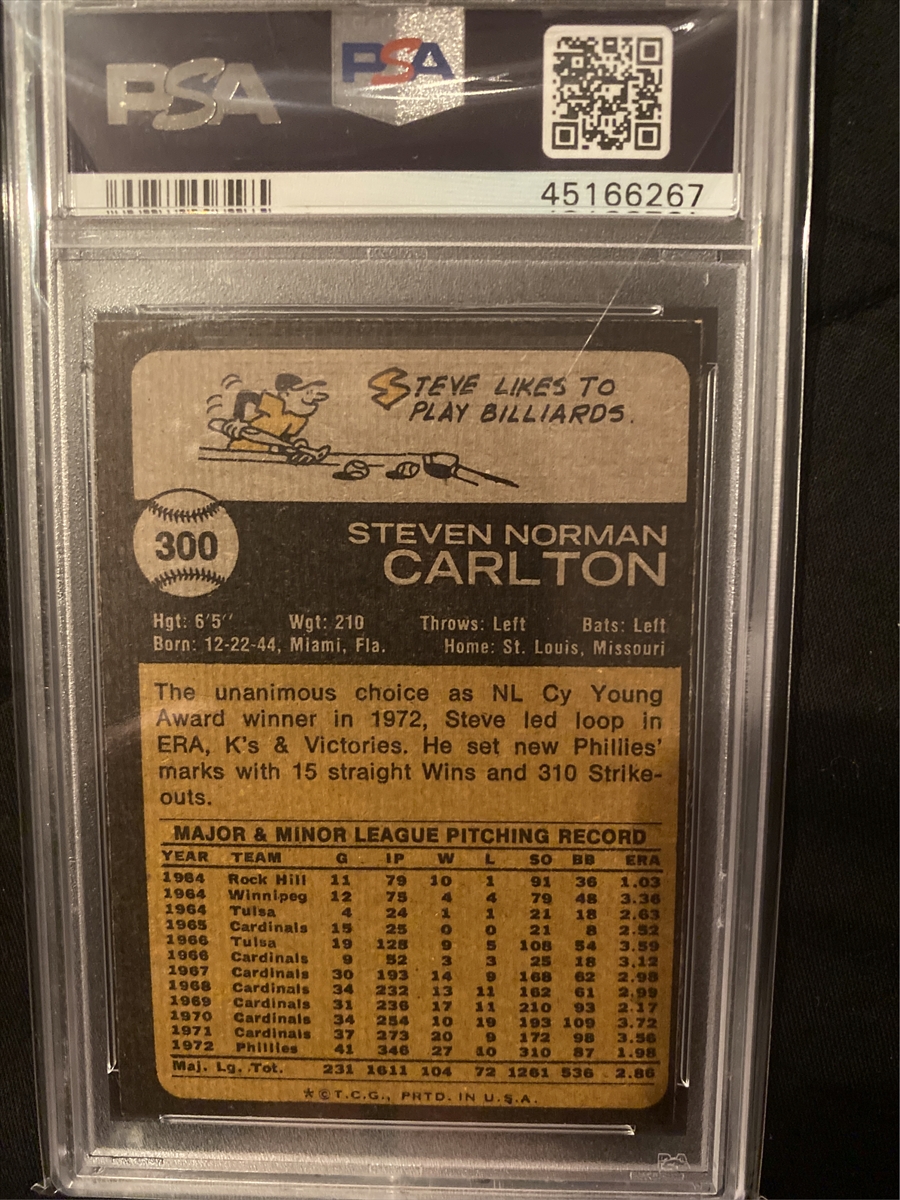 PSA
PSA
45166267
STEVE LIKES TO
PLAY BILLIARDS.
300
STEVEN NORMAN
CARLTON
Hgt: 6'5" Wgt: 210 Throws: Left Bats: Left
Born: 12-22-44, Miami, Fla. Home: St. Louis, Missouri
The unanimous choice as NL Cy Young
Award winner in 1972, Steve led loop in
ERA, K's & Victories. He set new Phillies'
marks with 15 straight Wins and 310 Strike-
outs.
MAJOR & MINOR LEAGUE PITCHING RECORD
YEAR TEAM G IP W L SO BB ERA
1964 Rock Hill 11 79 10 1 91 36 1.03
1964 Winnipeg 12 75 4 4 79 48 3.36
1964 Tulsa 4 24 1 1 21 18 2.63
1965 Cardinals 15 25 0 0 21 8 2.52
1966 Tulsa 19 128 9 5 108 54 3.59
1966 Cardinals 9 52 3 3 25 18 3.12
1967 Cardinals 30 193 14 9 168 62 2.98
1968 Cardinals 34 232 13 11 162 61 2.99
1969 Cardinals 31 236 17 11 210 93 2.17
1970 Cardinals 34 254 10 19 193 109 3.72
1971 Cardinals 37 273 20 9 172 98 3.56
1972 Phillies 41 346 27 10 310 87 1.98
Maj. Lg. Tot. 231 1611 104 72 1261 536 2.86
*©T.C.G., PRTD. IN U.S.A.
PSA